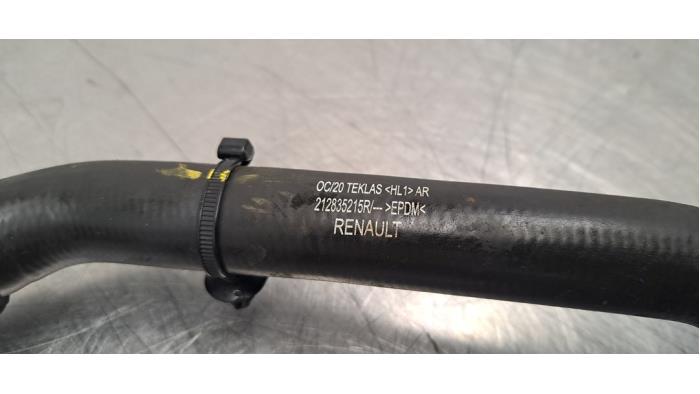 OC/20 TEKLAS <HL1> AR
212835215R/---->EPDM<
RENAULT